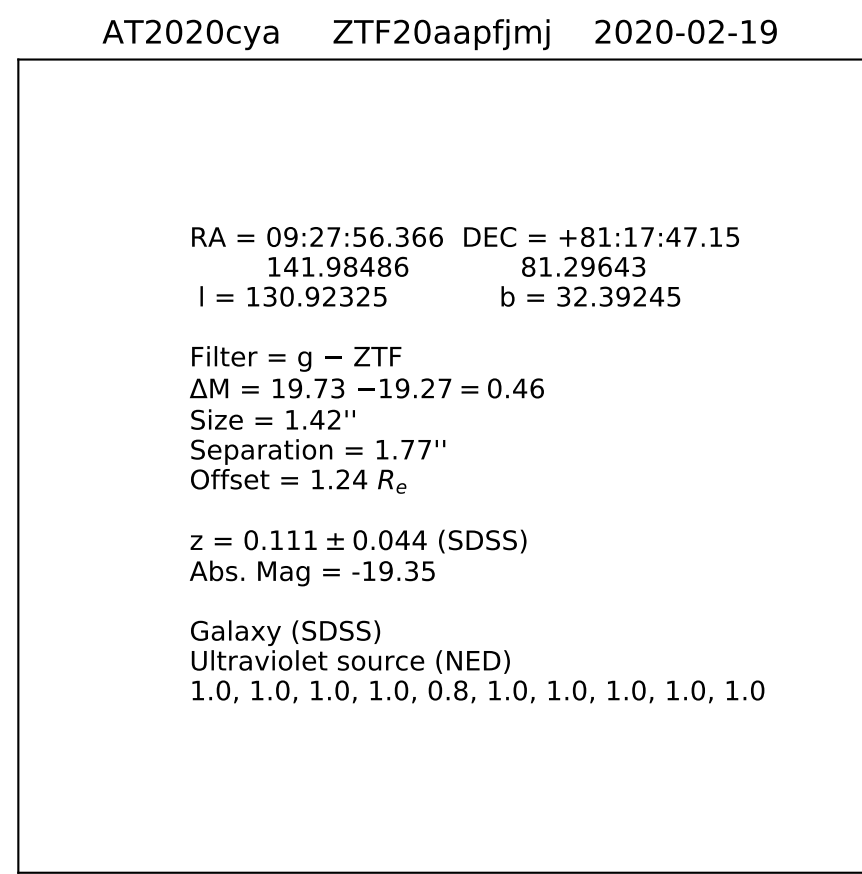 AT2020cya ZTF20aapfjmj 2020-02-19
RA = 09:27:56.366 DEC = +81:17:47.15
141.98486 81.29643
l = 130.92325 b = 32.39245
Filter = g − ZTF
ΔM = 19.73 −19.27 = 0.46
Size = 1.42''
Separation = 1.77''
Offset = 1.24 Re
z = 0.111 ± 0.044 (SDSS)
Abs. Mag = -19.35
Galaxy (SDSS)
Ultraviolet source (NED)
1.0, 1.0, 1.0, 1.0, 0.8, 1.0, 1.0, 1.0, 1.0, 1.0